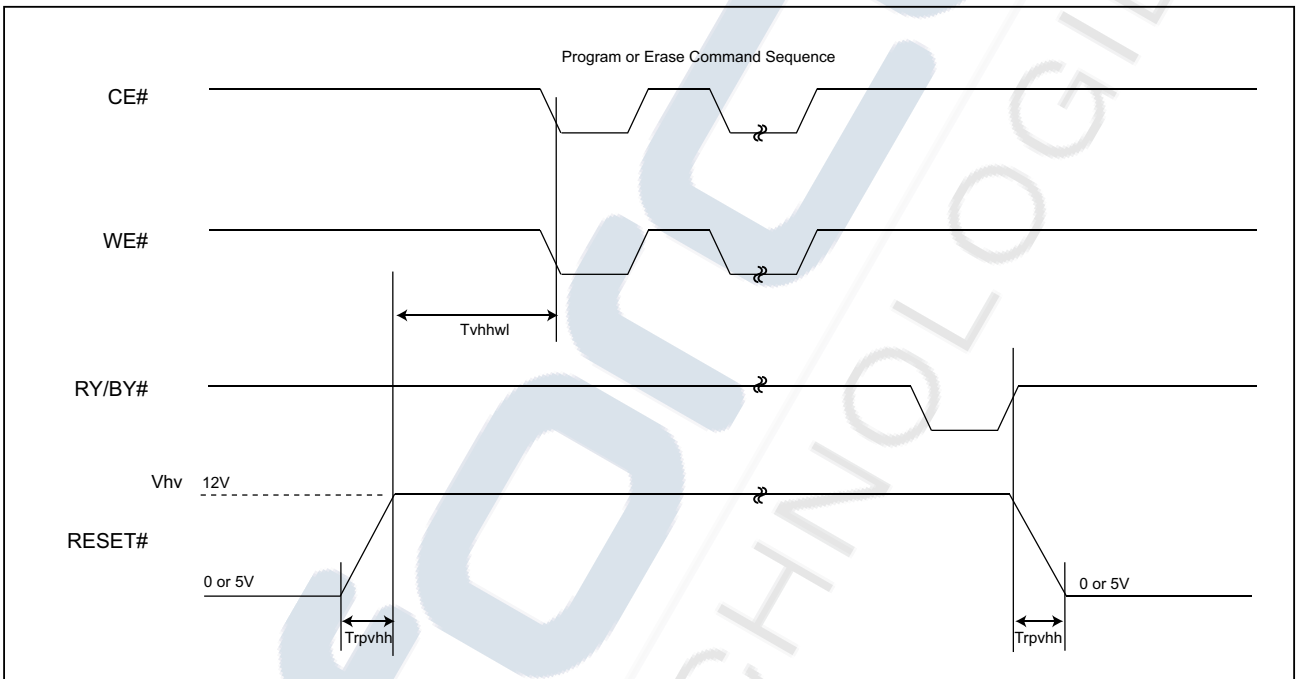 Program or Erase Command Sequence
CE#
WE#
Tvhhwl
RY/BY#
Vhv 12V
RESET#
0 or 5V
0 or 5V
Trpvhh
Trpvhh